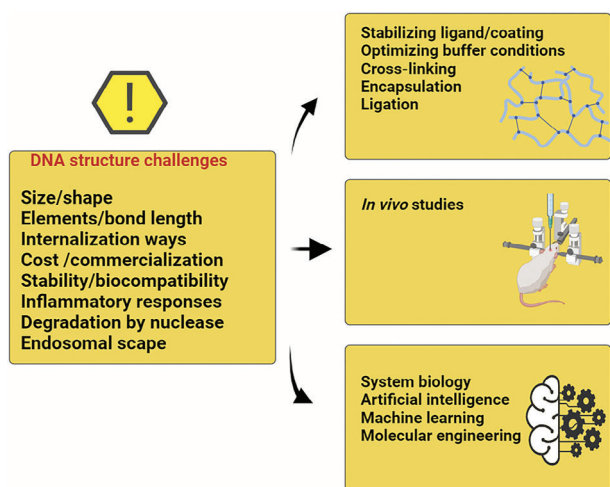 DNA structure challenges
Size/shape
Elements/bond length
Internalization ways
Cost /commercialization
Stability/biocompatibility
Inflammatory responses
Degradation by nuclease
Endosomal scape
Stabilizing ligand/coating
Optimizing buffer conditions
Cross-linking
Encapsulation
Ligation
In vivo studies
System biology
Artificial intelligence
Machine learning
Molecular engineering